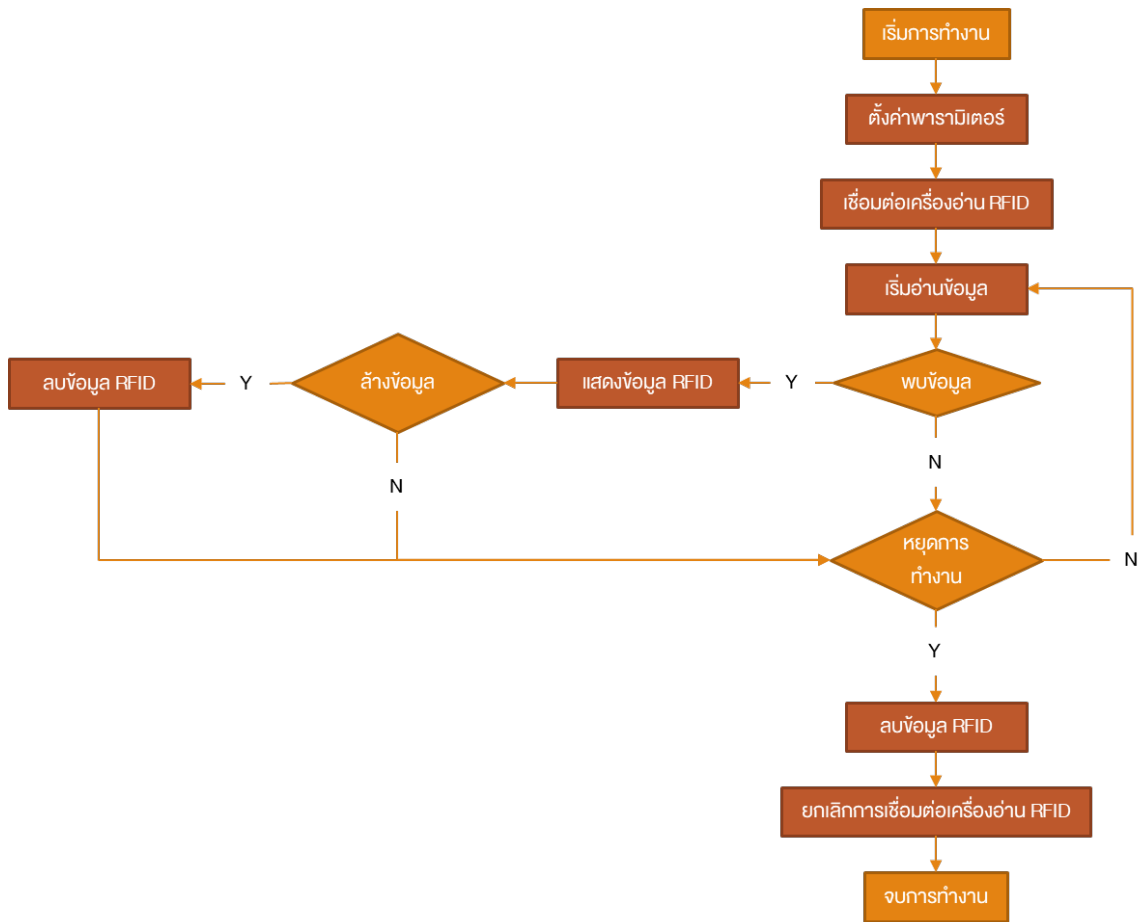 เริ่มการทำงาน
ตั้งค่าพารามิเตอร์
เชื่อมต่อเครื่องอ่าน RFID
เริ่มอ่านข้อมูล
ลบข้อมูล RFID
Y
ล้างข้อมูล
แสดงข้อมูล RFID
Y
พบข้อมูล
N
N
หยุดการ
ทำงาน
N
Y
ลบข้อมูล RFID
ยกเลิกการเชื่อมต่อเครื่องอ่าน RFID
จบการทำงาน